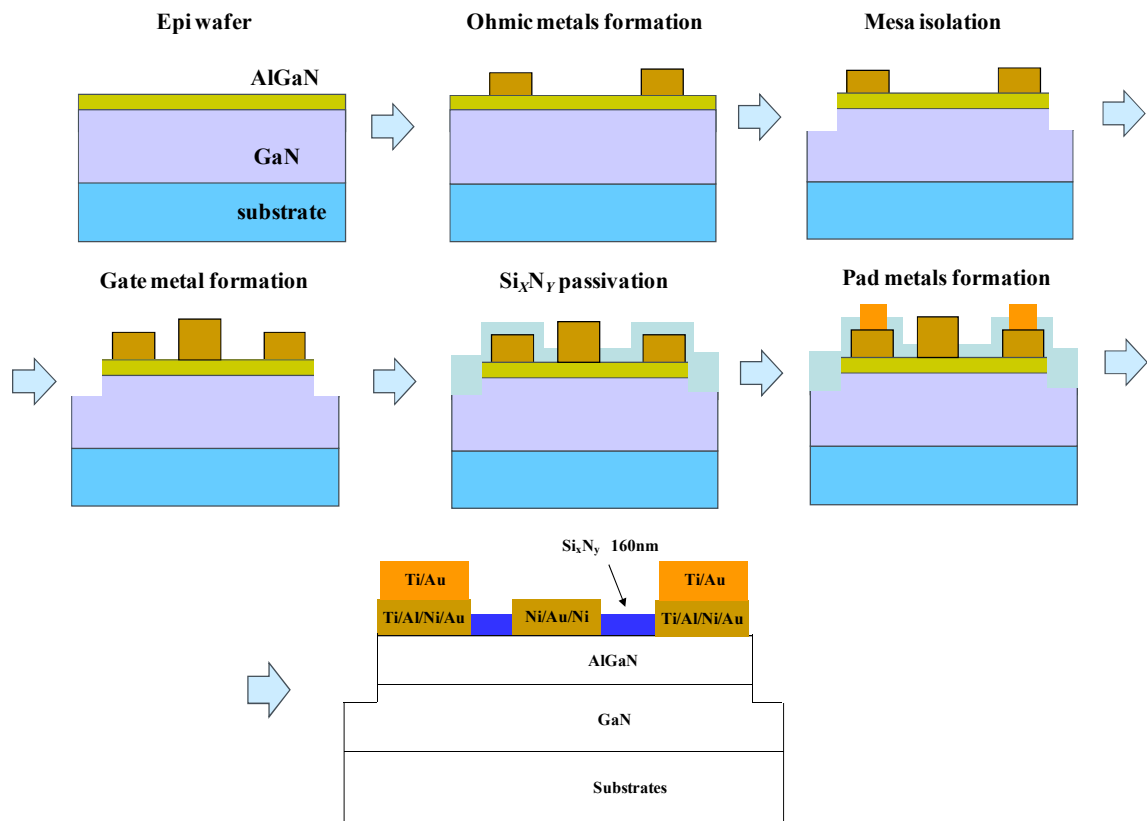 Epi wafer
Ohmic metals formation
Mesa isolation
AlGaN
GaN
substrate
Gate metal formation
SiXNY passivation
Pad metals formation
SixNy 160nm
Ti/Au
Ti/Au
Ti/Al/Ni/Au
Ni/Au/Ni
Ti/Al/Ni/Au
AlGaN
GaN
Substrates